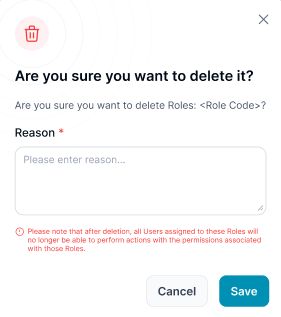 Are you sure you want to delete it?
Are you sure you want to delete Roles: <Role Code>?
Reason *
Please enter reason...
Please note that after deletion, all Users assigned to these Roles will
no longer be able to perform actions with the permissions associated
with those Roles.
Cancel
Save